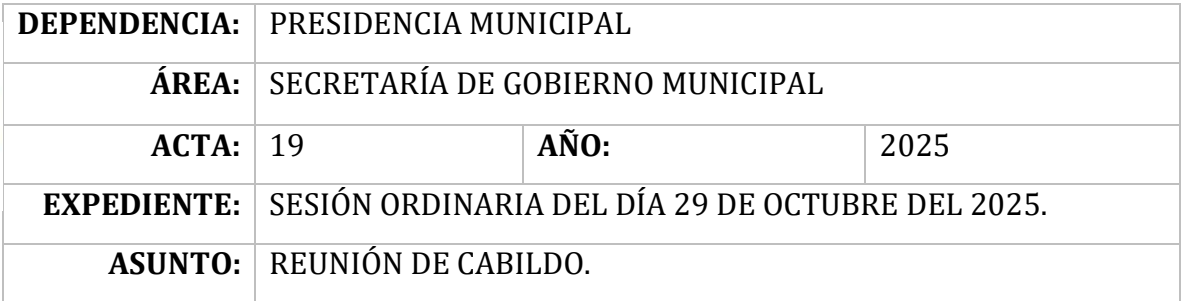 DEPENDENCIA: PRESIDENCIA MUNICIPAL
ÁREA: SECRETARÍA DE GOBIERNO MUNICIPAL
ACTA: 19 AÑO: 2025
EXPEDIENTE: SESIÓN ORDINARIA DEL DÍA 29 DE OCTUBRE DEL 2025.
ASUNTO: REUNIÓN DE CABILDO.